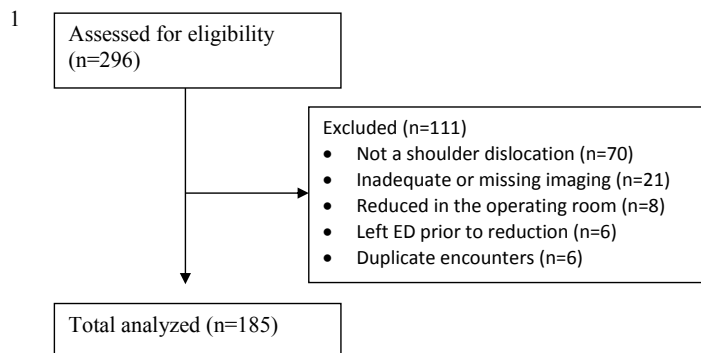 1
Assessed for eligibility
(n=296)
Excluded (n=111)
• Not a shoulder dislocation (n=70)
• Inadequate or missing imaging (n=21)
• Reduced in the operating room (n=8)
• Left ED prior to reduction (n=6)
• Duplicate encounters (n=6)
Total analyzed (n=185)